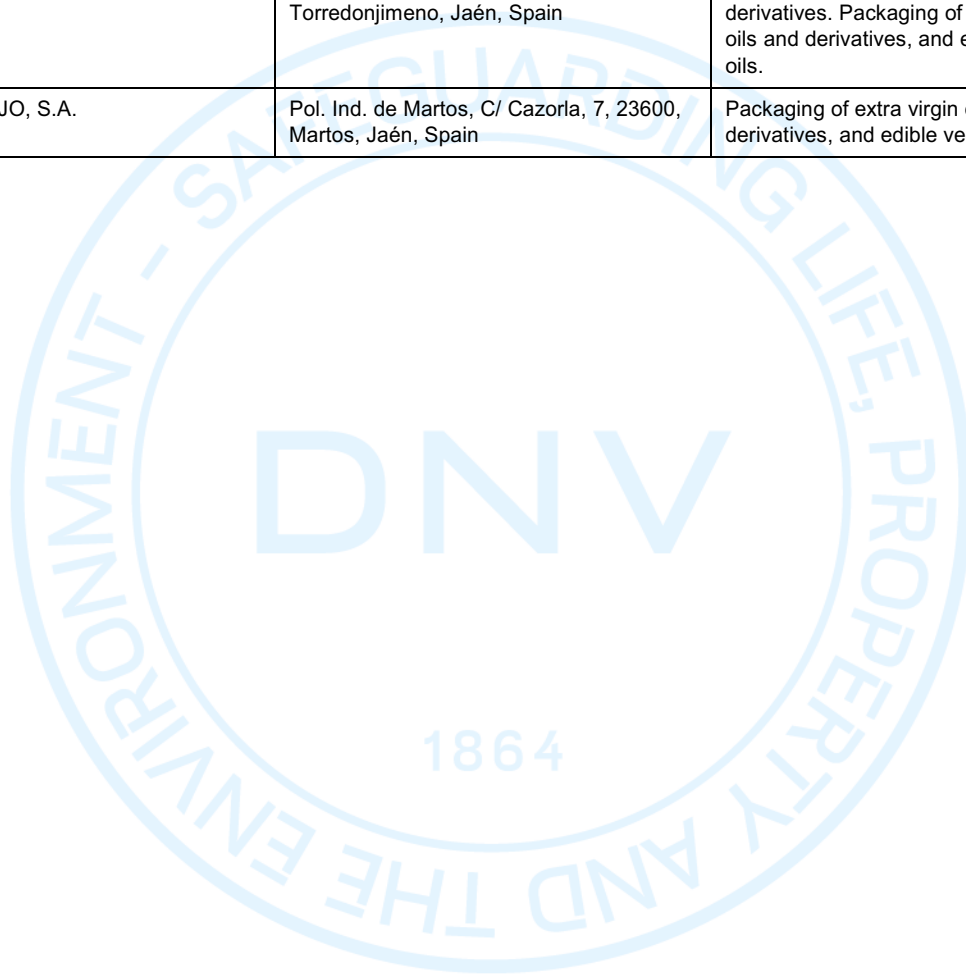 Torredonjimeno, Jaén, Spain
derivatives. Packaging of
oils and derivatives, and
oils.
JO, S.A.
Pol. Ind. de Martos, C/ Cazorla, 7, 23600,
Martos, Jaén, Spain
Packaging of extra virgin
derivatives, and edible
SAFEGUARDING LIFE, PROPERTY AND THE ENVIRONMENT -
DNV
1864